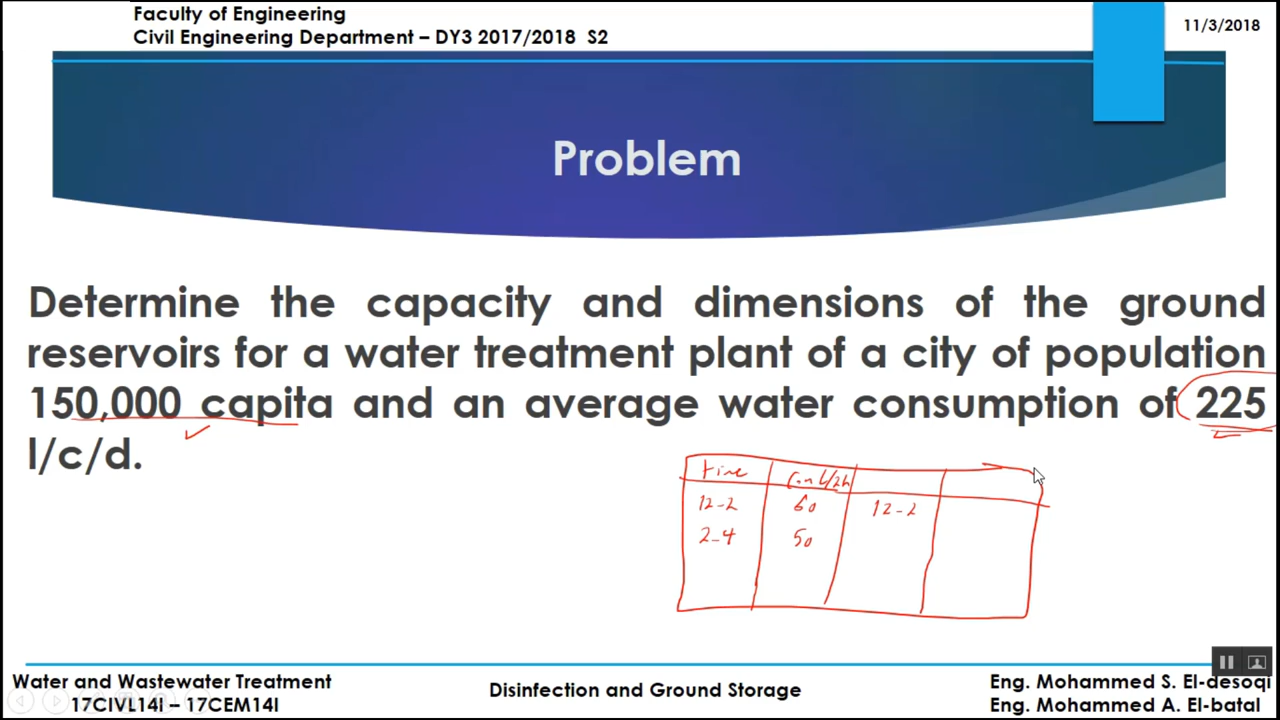 Faculty of Engineering
Civil Engineering Department – DY3 2017/2018 S2
11/3/2018
Problem
Determine the capacity and dimensions of the ground
reservoirs for a water treatment plant of a city of population
150,000 capita and an average water consumption of 225
l/c/d.
time
12-2 60 12-2
2-4 50
Water and Wastewater Treatment
17CIVL14I – 17CEM14I
Disinfection and Ground Storage
Eng. Mohammed S. El-desoqi
Eng. Mohammed A. El-batal